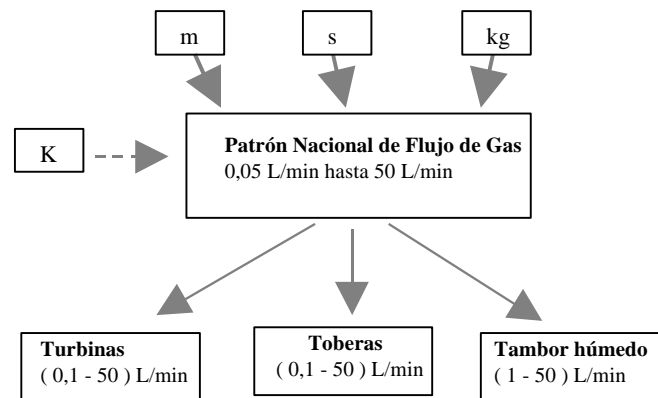 m
s
kg
K
Patrón Nacional de Flujo de Gas
0,05 L/min hasta 50 L/min
Turbinas
( 0,1 - 50 ) L/min
Toberas
( 0,1 - 50 ) L/min
Tambor húmedo
( 1 - 50 ) L/min